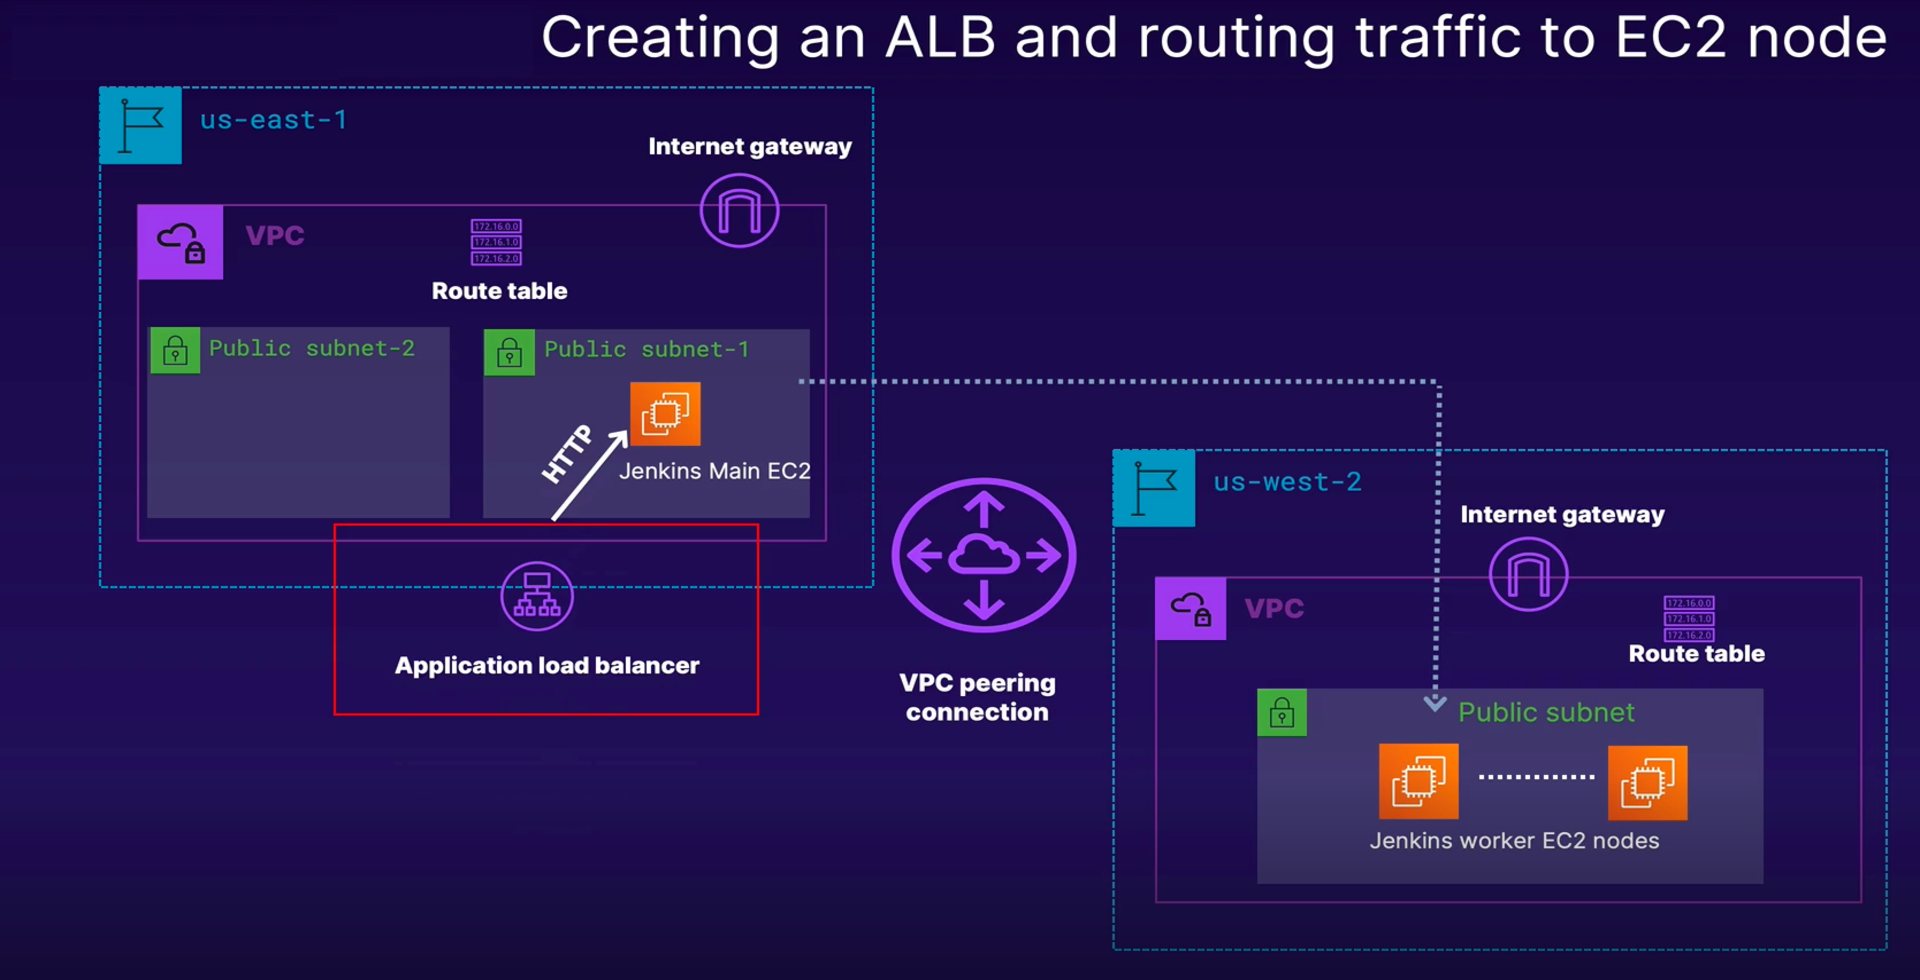 Creating an ALB and routing traffic to EC2 node
us-east-1
Internet gateway
VPC
172.16.0.0
172.16.1.0
172.16.2.0
Route table
Public subnet-2
Public subnet-1
HTTP
Jenkins Main EC2
Application load balancer
VPC peering
connection
us-west-2
Internet gateway
VPC
172.16.0.0
172.16.1.0
172.16.2.0
Route table
Public subnet
Jenkins worker EC2 nodes